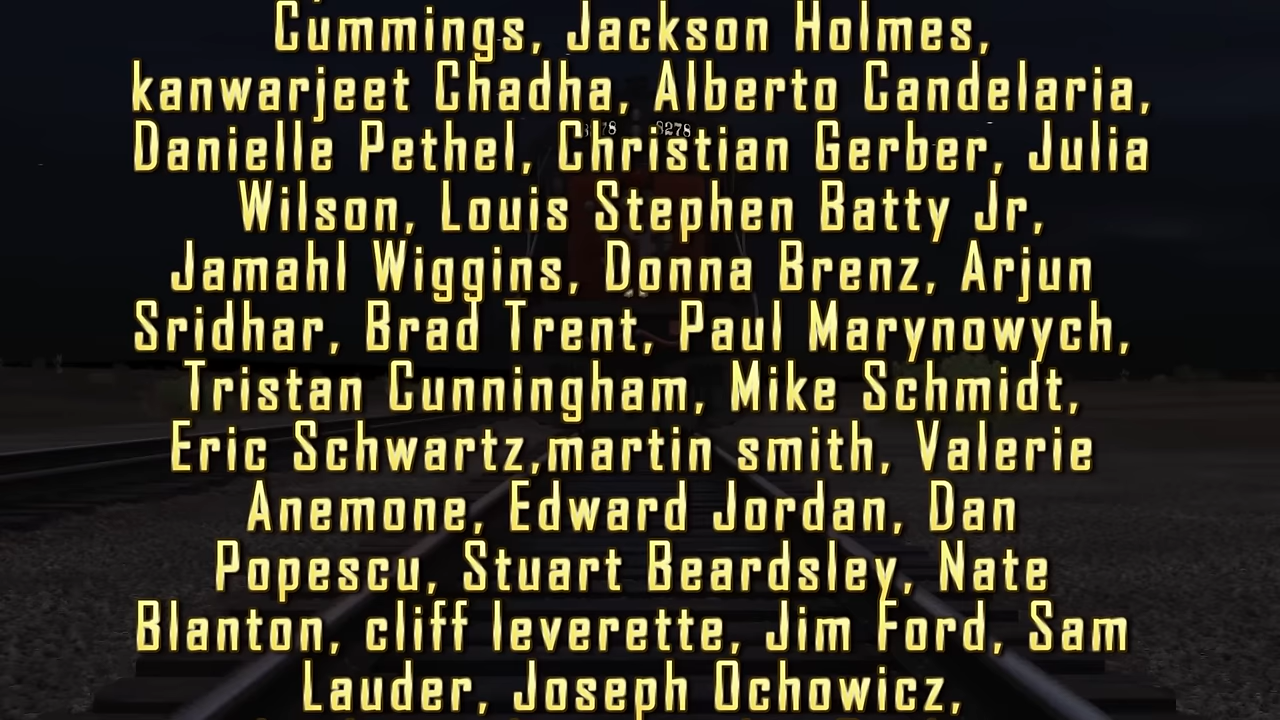 Cummings, Jackson Holmes,
kanwarjeet Chadha, Alberto Candelaria,
8278
Danielle Pethel, Christian Gerber, Julia
Wilson, Louis Stephen Batty Jr,
Jamahl Wiggins, Donna Brenz, Arjun
Sridhar, Brad Trent, Paul Marynowych,
Tristan Cunningham, Mike Schmidt,
Eric Schwartz,martin smith, Valerie
Anemone, Edward Jordan, Dan
Popescu, Stuart Beardsley, Nate
Blanton, cliff leverette, Jim Ford, Sam
Lauder, Joseph Ochowicz,